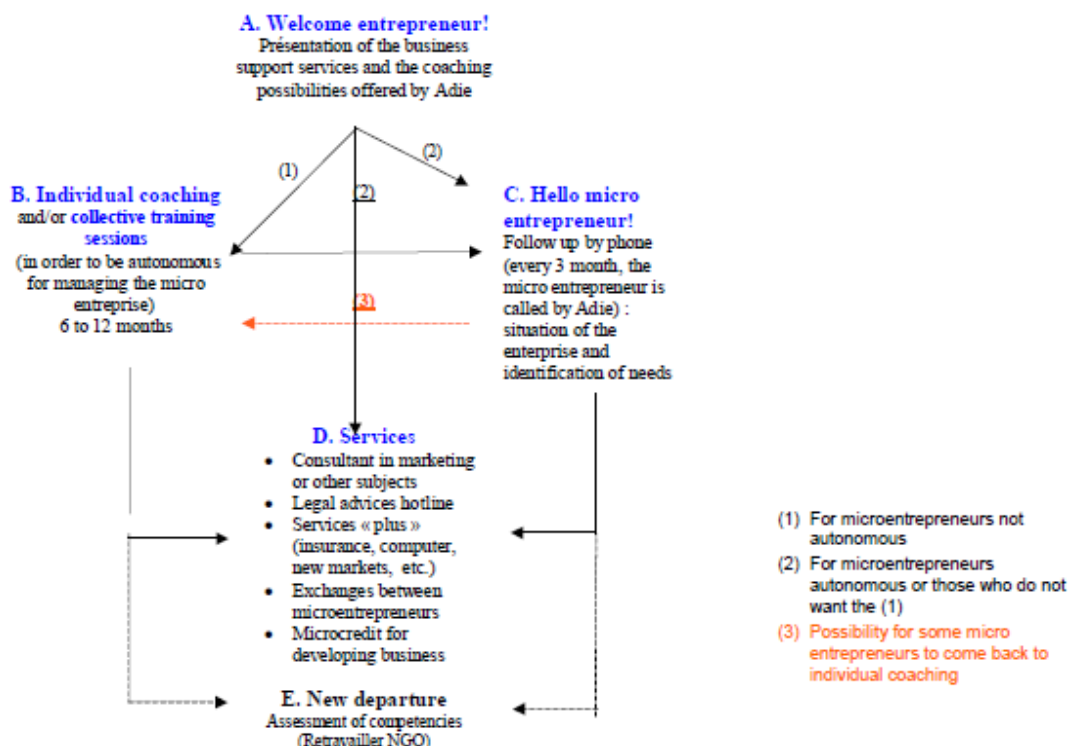 A. Welcome entrepreneur!
Présentation of the business
support services and the coaching
possibilities offered by Adie
(1)
(2)
(2)
B. Individual coaching
and/or collective training
sessions
(in order to be autonomous
for managing the micro
entreprise)
6 to 12 months
C. Hello micro
entrepreneur!
Follow up by phone
(every 3 month, the
micro entrepreneur is
called by Adie) :
situation of the
enterprise and
identification of needs
(3)
D. Services
• Consultant in marketing
or other subjects
• Legal advices hotline
• Services « plus »
(insurance, computer,
new markets, etc.)
• Exchanges between
microentrepreneurs
• Microcredit for
developing business
E. New departure
Assessment of competencies
(Retravailler NGO)
(1) For microentrepreneurs not
autonomous
(2) For microentrepreneurs
autonomous or those who do not
want the (1)
(3) Possibility for some micro
entrepreneurs to come back to
individual coaching